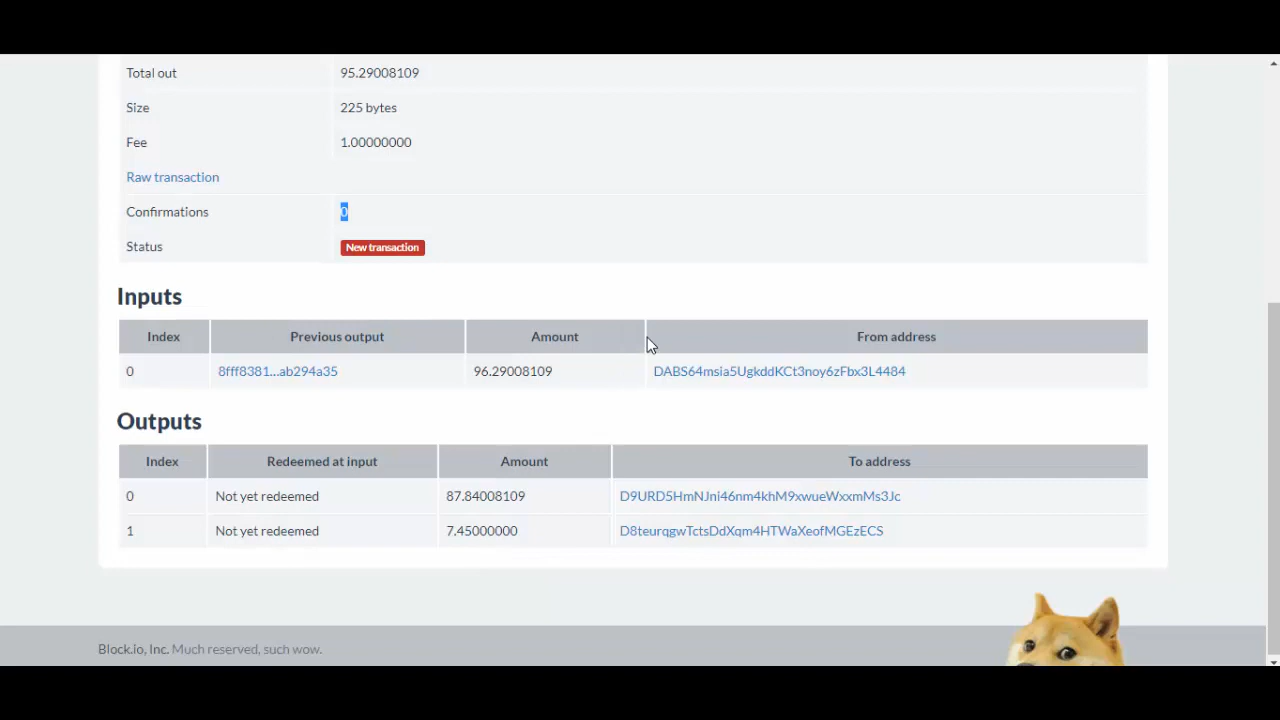 Total out 95.29008109
Size 225 bytes
Fee 1.00000000
Raw transaction
Confirmations 0
Status New transaction
Inputs
Index Previous output Amount From address
0 8fff8381...ab294a35 96.29008109 DABS64msia5UgkddKCt3noy6zFbx3L4484
Outputs
Index Redeemed at input Amount To address
0 Not yet redeemed 87.84008109 D9URD5HmNJni46nm4khM9xwueWxxmMs3Jc
1 Not yet redeemed 7.45000000 D8teurqgwTctsDdXqm4HTWaXeofMGEzECS
Block.io, Inc. Much reserved, such wow.